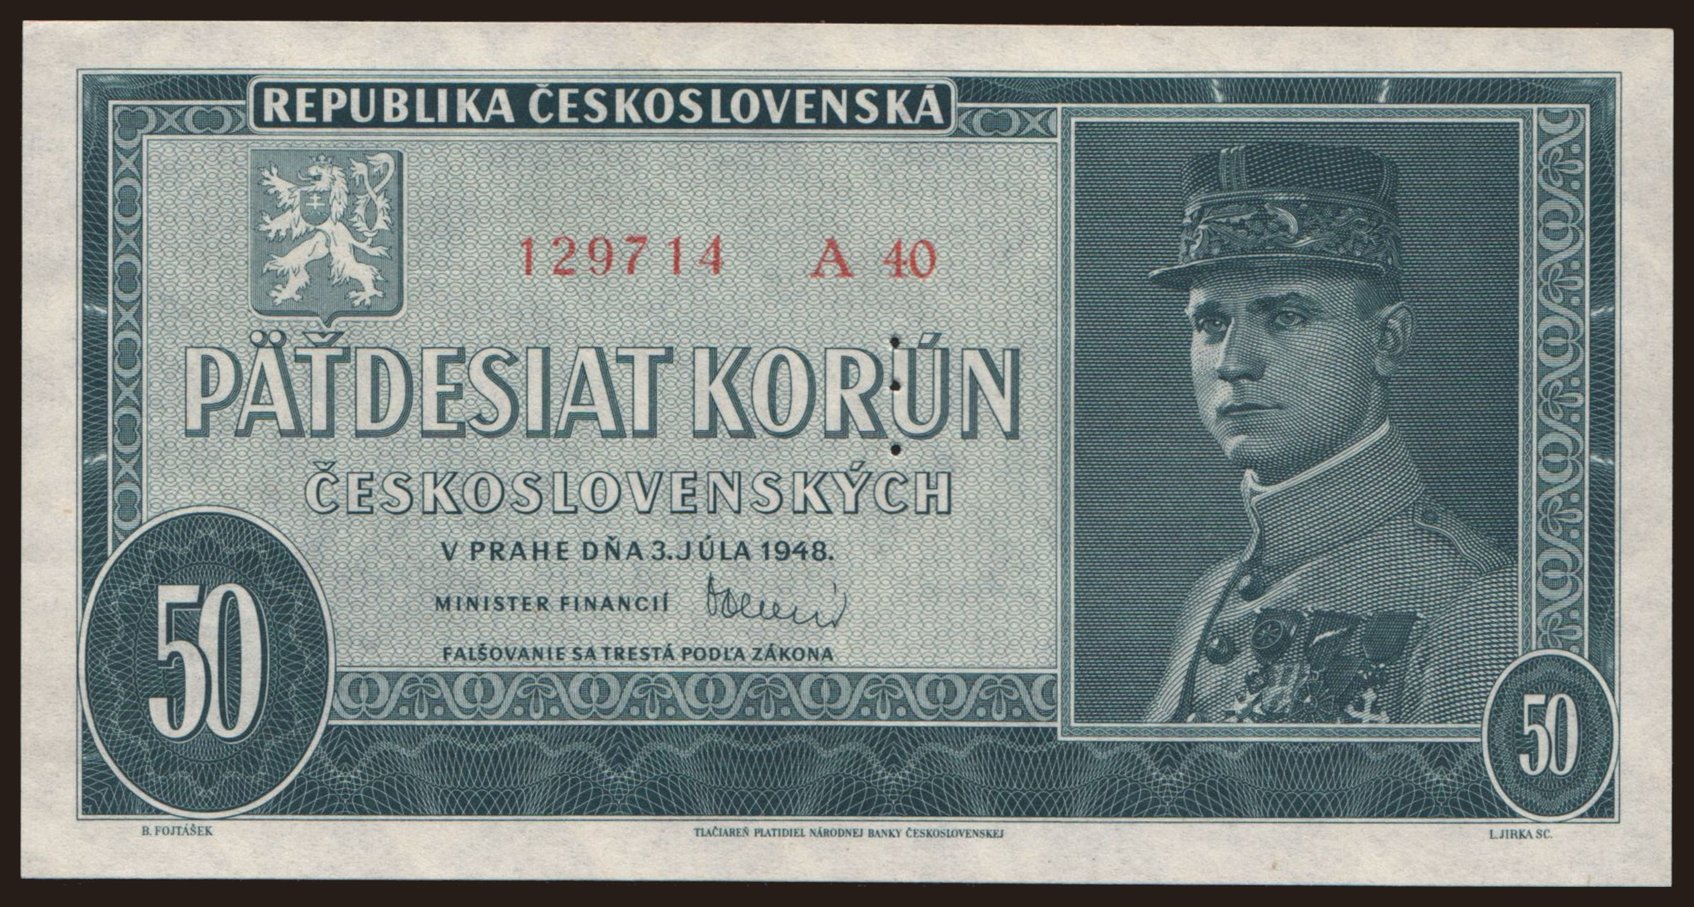 REPUBLIKA ČESKOSLOVENSKÁ
129714 A 40
PÄŤDESIAT KORÚN
ČESKOSLOVENSKÝCH
V PRAHE DŇA 3. JÚLA 1948.
MINISTER FINANCIÍ
FALŠOVANIE SA TRESTÁ PODĽA ZÁKONA
50
50
B. FOJTÁŠEK
TLAČIAREŇ PLATIDIEL NÁRODNEJ BANKY ČESKOSLOVENSKEJ
L. JIRKA SC.